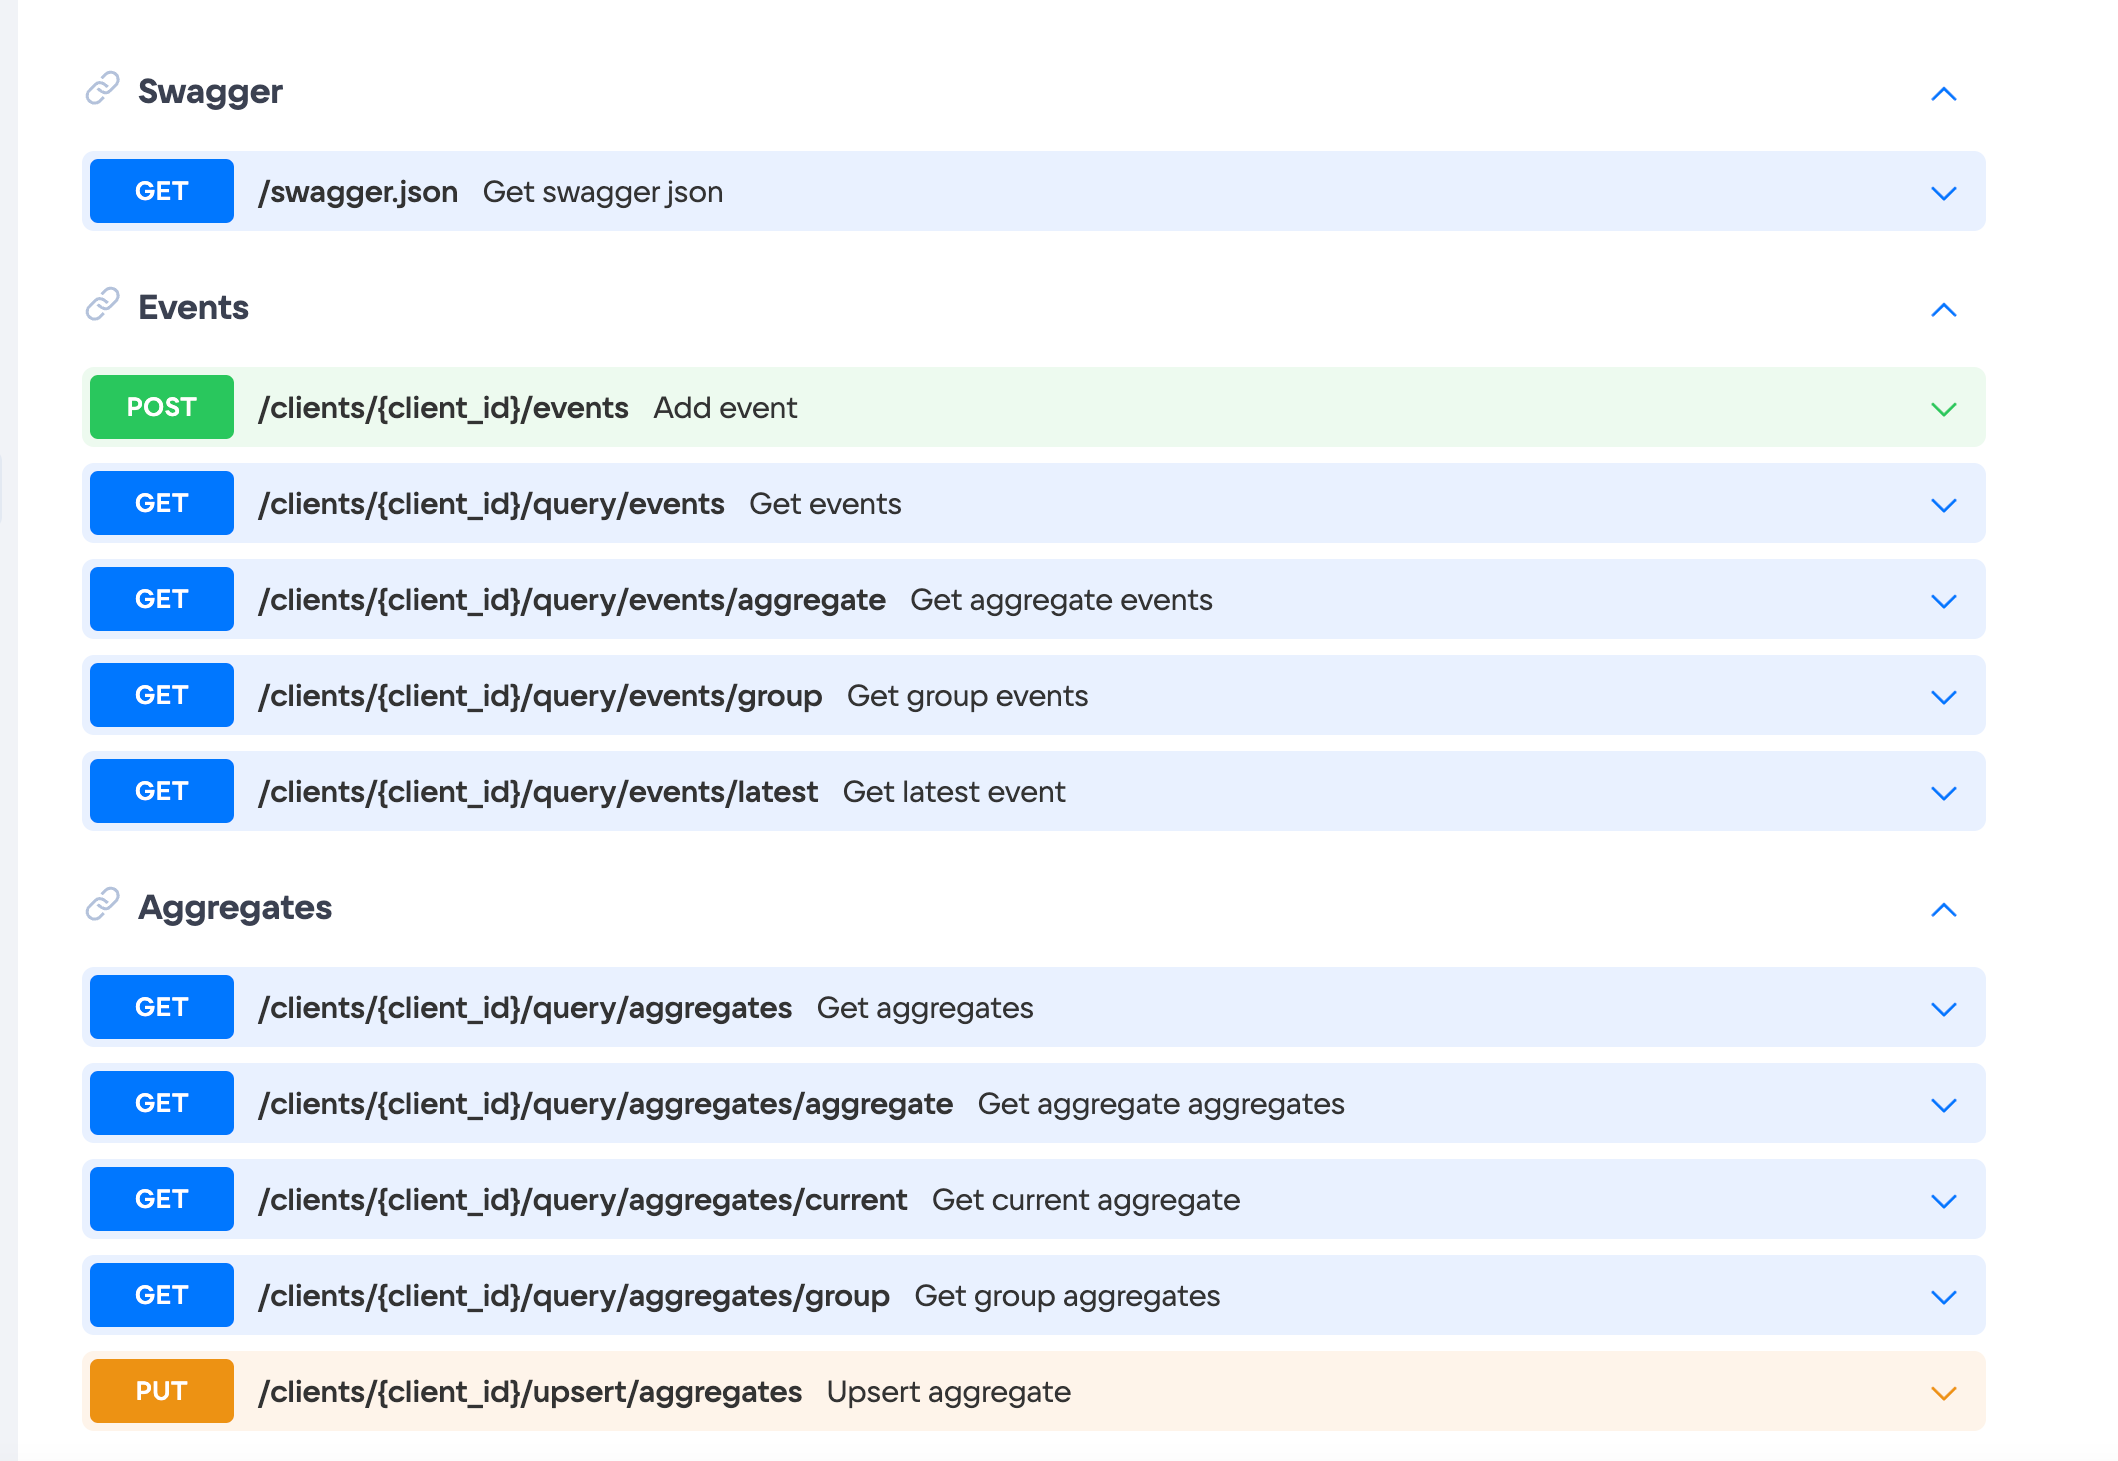 Swagger
GET /swagger.json Get swagger json
Events
POST /clients/{client_id}/events Add event
GET /clients/{client_id}/query/events Get events
GET /clients/{client_id}/query/events/aggregate Get aggregate events
GET /clients/{client_id}/query/events/group Get group events
GET /clients/{client_id}/query/events/latest Get latest event
Aggregates
GET /clients/{client_id}/query/aggregates Get aggregates
GET /clients/{client_id}/query/aggregates/aggregate Get aggregate aggregates
GET /clients/{client_id}/query/aggregates/current Get current aggregate
GET /clients/{client_id}/query/aggregates/group Get group aggregates
PUT /clients/{client_id}/upsert/aggregates Upsert aggregate